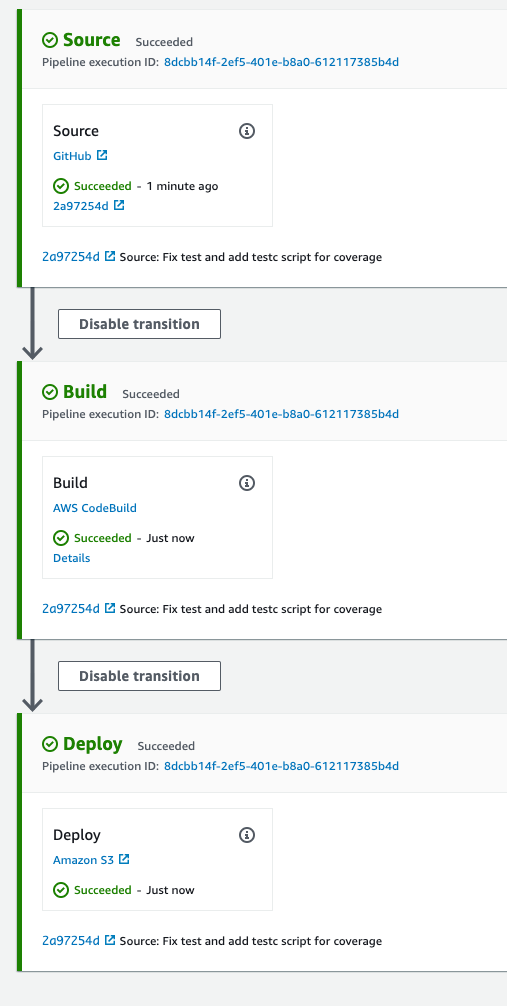 Source Succeeded
Pipeline execution ID: 8dcbb14f-2ef5-401e-b8a0-612117385b4d
Source
GitHub
Succeeded - 1 minute ago
2a97254d
2a97254d Source: Fix test and add testc script for coverage
Disable transition
Build Succeeded
Pipeline execution ID: 8dcbb14f-2ef5-401e-b8a0-612117385b4d
Build
AWS CodeBuild
Succeeded - Just now
Details
2a97254d Source: Fix test and add testc script for coverage
Disable transition
Deploy Succeeded
Pipeline execution ID: 8dcbb14f-2ef5-401e-b8a0-612117385b4d
Deploy
Amazon S3
Succeeded - Just now
2a97254d Source: Fix test and add testc script for coverage